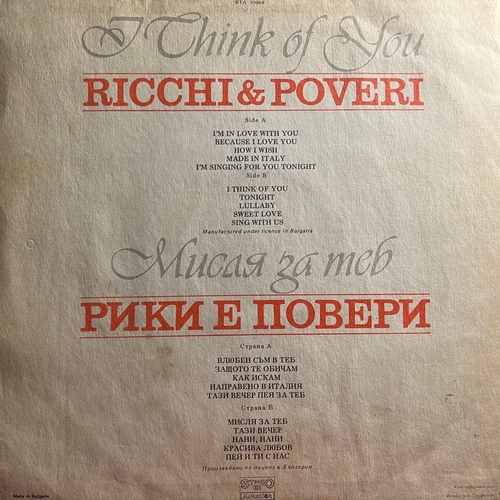 I Think of You
RICCHI & POVERI
Side A
I'M IN LOVE WITH YOU
BECAUSE I LOVE YOU
HOW I WISH
MADE IN ITALY
I'M SINGING FOR YOU TONIGHT
Side B
I THINK OF YOU
TONIGHT
LULLABY
SWEET LOVE
SING WITH US
Manufactured under licence in Bulgaria
Мисля за теб
РИКИ Е ПОВЕРИ
Страна А
ВЛЮБЕН СЪМ В ТЕБ
ЗАЩОТО ТЕ ОБИЧАМ
КАК ИСКАМ
НАПРАВЕНО В ИТАЛИЯ
ТАЗИ ВЕЧЕР ПЕЯ ЗА ТЕБ
Страна Б
МИСЛЯ ЗА ТЕБ
ТАЗИ ВЕЧЕР
НАНИ, НАНИ
КРАСИВА ЛЮБОВ
ПЕЙ И ТИ С НАС
Произведено по лиценз в България
STEREO
Made in Bulgaria